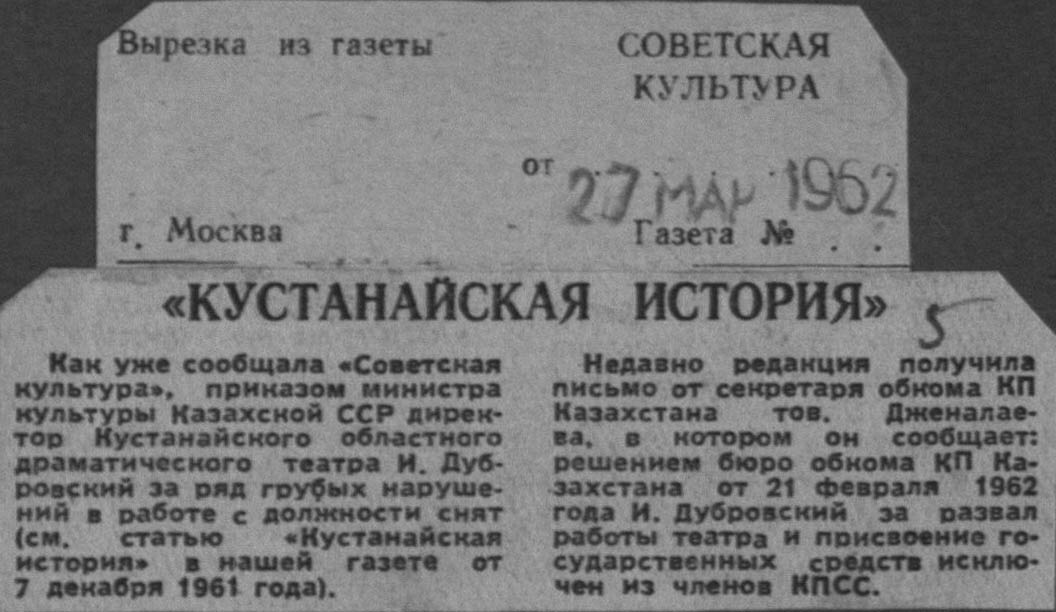 Вырезка из газеты
СОВЕТСКАЯ
КУЛЬТУРА
от 27 МАР 1962
г. Москва
Газета № . .
«КУСТАНАЙСКАЯ ИСТОРИЯ»
5
Как уже сообщала «Советская
культура», приказом министра
культуры Казахской ССР дирек-
тор Кустанайского областного
драматического театра И. Дуб-
ровский за ряд грубых наруше-
ний в работе с должности снят
(см. статью «Кустанайская
история» в нашей газете от
7 декабря 1961 года).
Недавно редакция получила
письмо от секретаря обкома КП
Казахстана тов. Дженалае-
ва, в котором он сообщает:
решением бюро обкома КП Ка-
захстана от 21 февраля 1962
года И. Дубровский за развал
работы театра и присвоение го-
сударственных средств исклю-
чен из членов КПСС.